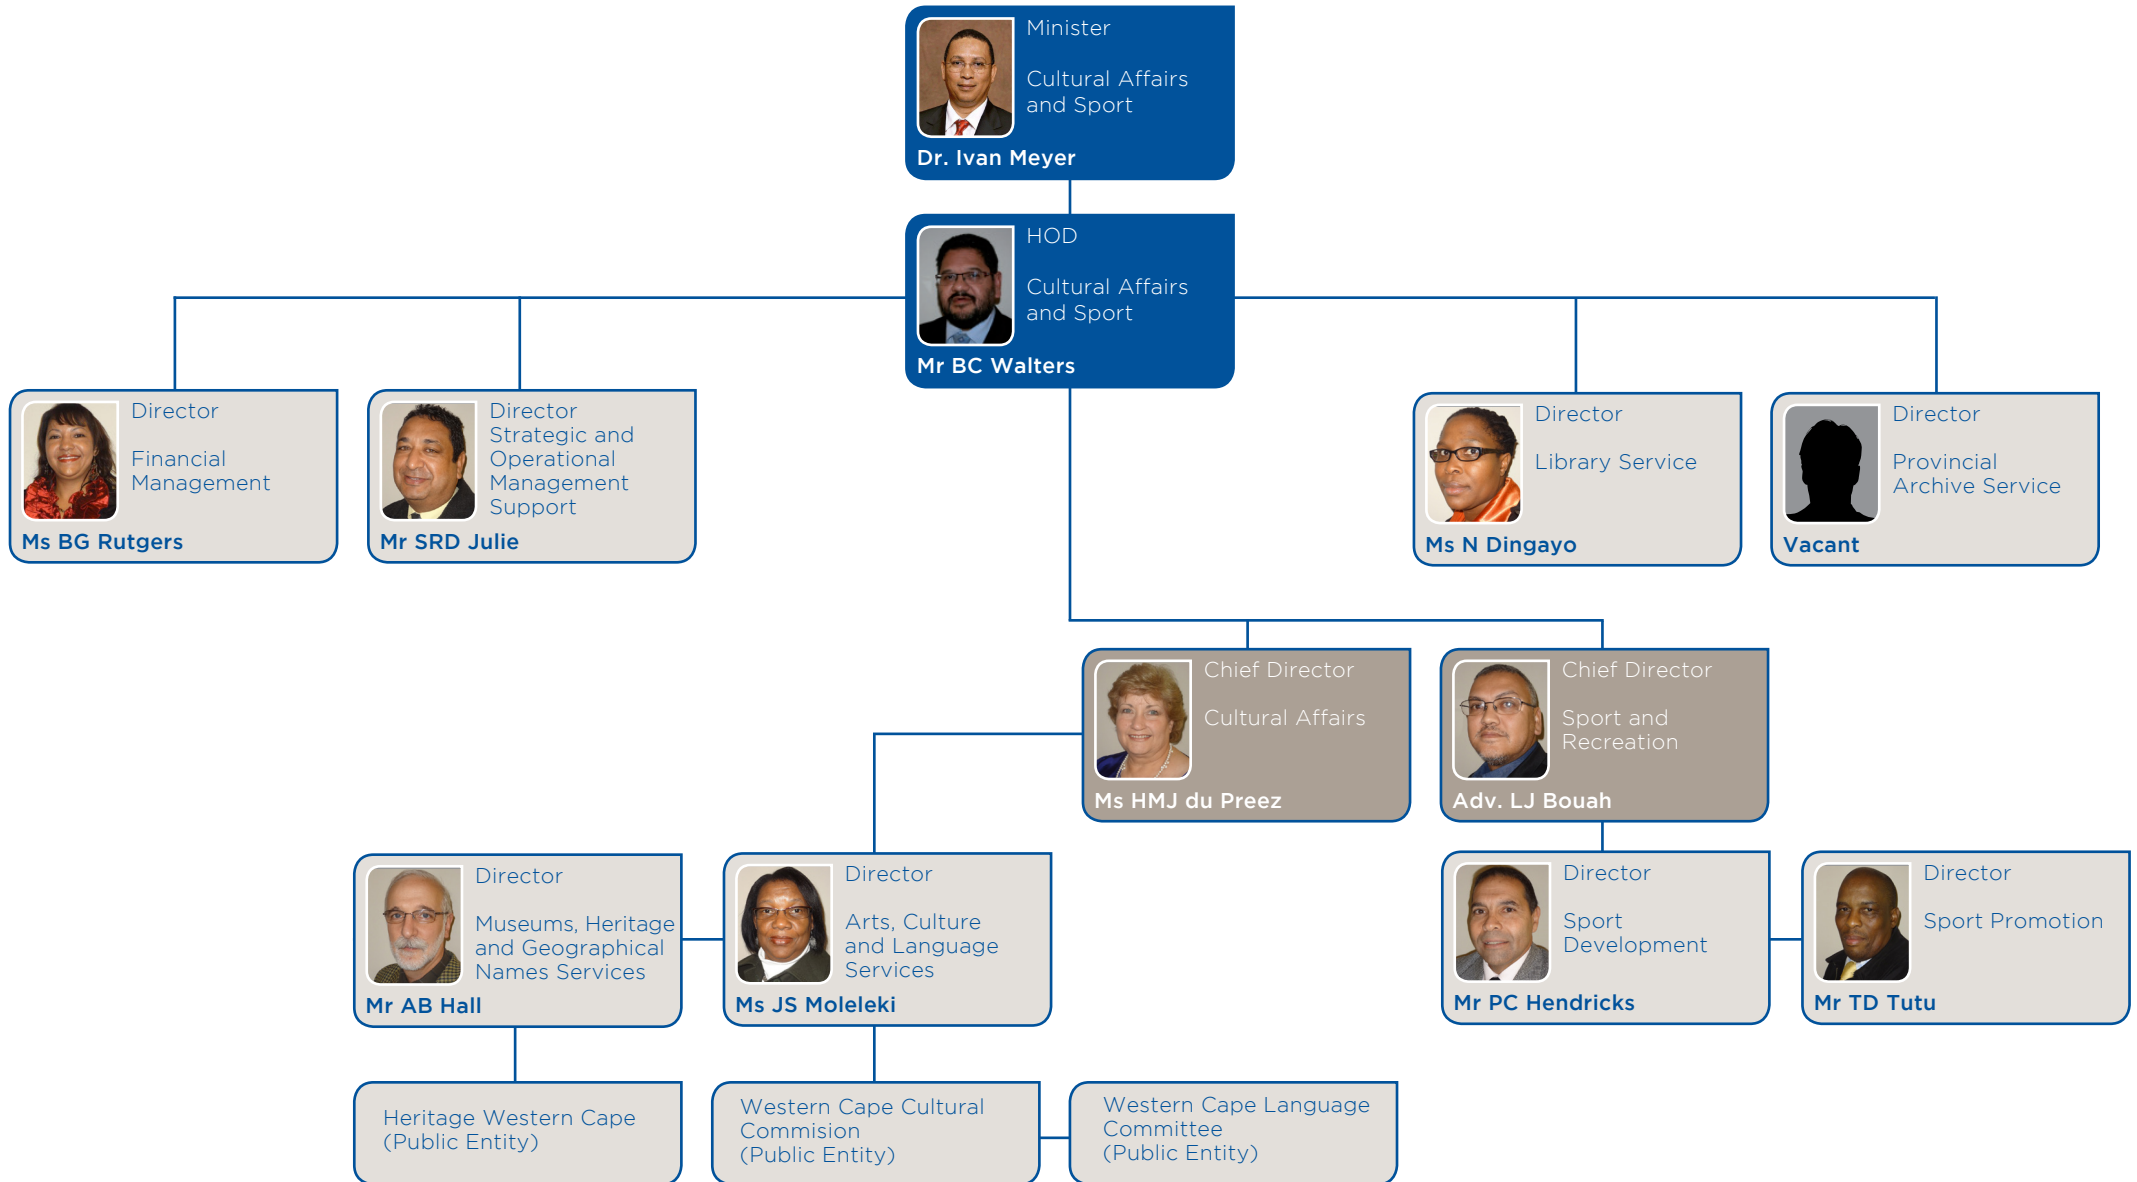 Minister
Cultural Affairs
and Sport
Dr. Ivan Meyer
HOD
Cultural Affairs
and Sport
Mr BC Walters
Director
Financial
Management
Ms BG Rutgers
Director
Strategic and
Operational
Management
Support
Mr SRD Julie
Director
Library Service
Ms N Dingayo
Director
Provincial
Archive Service
Vacant
Chief Director
Cultural Affairs
Ms HMJ du Preez
Chief Director
Sport and
Recreation
Adv. LJ Bouah
Director
Museums, Heritage
and Geographical
Names Services
Mr AB Hall
Director
Arts, Culture
and Language
Services
Ms JS Moleleki
Director
Sport
Development
Mr PC Hendricks
Director
Sport Promotion
Mr TD Tutu
Heritage Western Cape
(Public Entity)
Western Cape Cultural
Commision
(Public Entity)
Western Cape Language
Committee
(Public Entity)